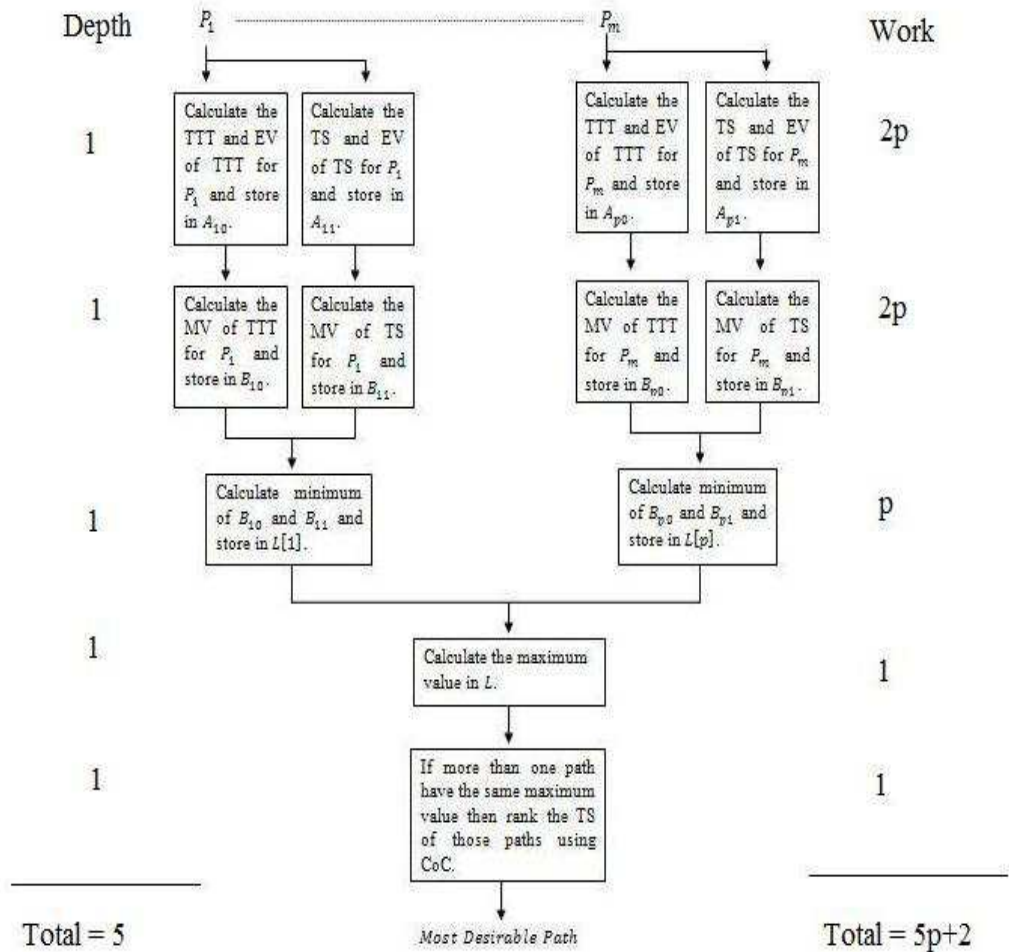 Depth
P₁
Pₘ
Work
1
Calculate the
TTT and EV
of TTT for
P₁ and store
in A₁₀.
Calculate the
TS and EV
of TS for P₁
and store in
A₁₁.
Calculate the
TTT and EV
of TTT for
Pₘ and store
in Aₚ₀.
Calculate the
TS and EV
of TS for Pₘ
and store in
Aₚ₁.
2p
1
Calculate the
MV of TTT
for P₁ and
store in B₁₀.
Calculate the
MV of TS
for P₁ and
store in B₁₁.
Calculate the
MV of TTT
for Pₘ and
store in Bₚ₀.
Calculate the
MV of TS
for Pₘ and
store in Bₚ₁.
2p
1
Calculate minimum
of B₁₀ and B₁₁ and
store in L[1].
Calculate minimum
of Bₚ₀ and Bₚ₁ and
store in L[p].
p
1
Calculate the maximum
value in L.
1
1
If more than one path
have the same maximum
value then rank the TS
of those paths using
CoC.
1
Total = 5
Most Desirable Path
Total = 5p+2